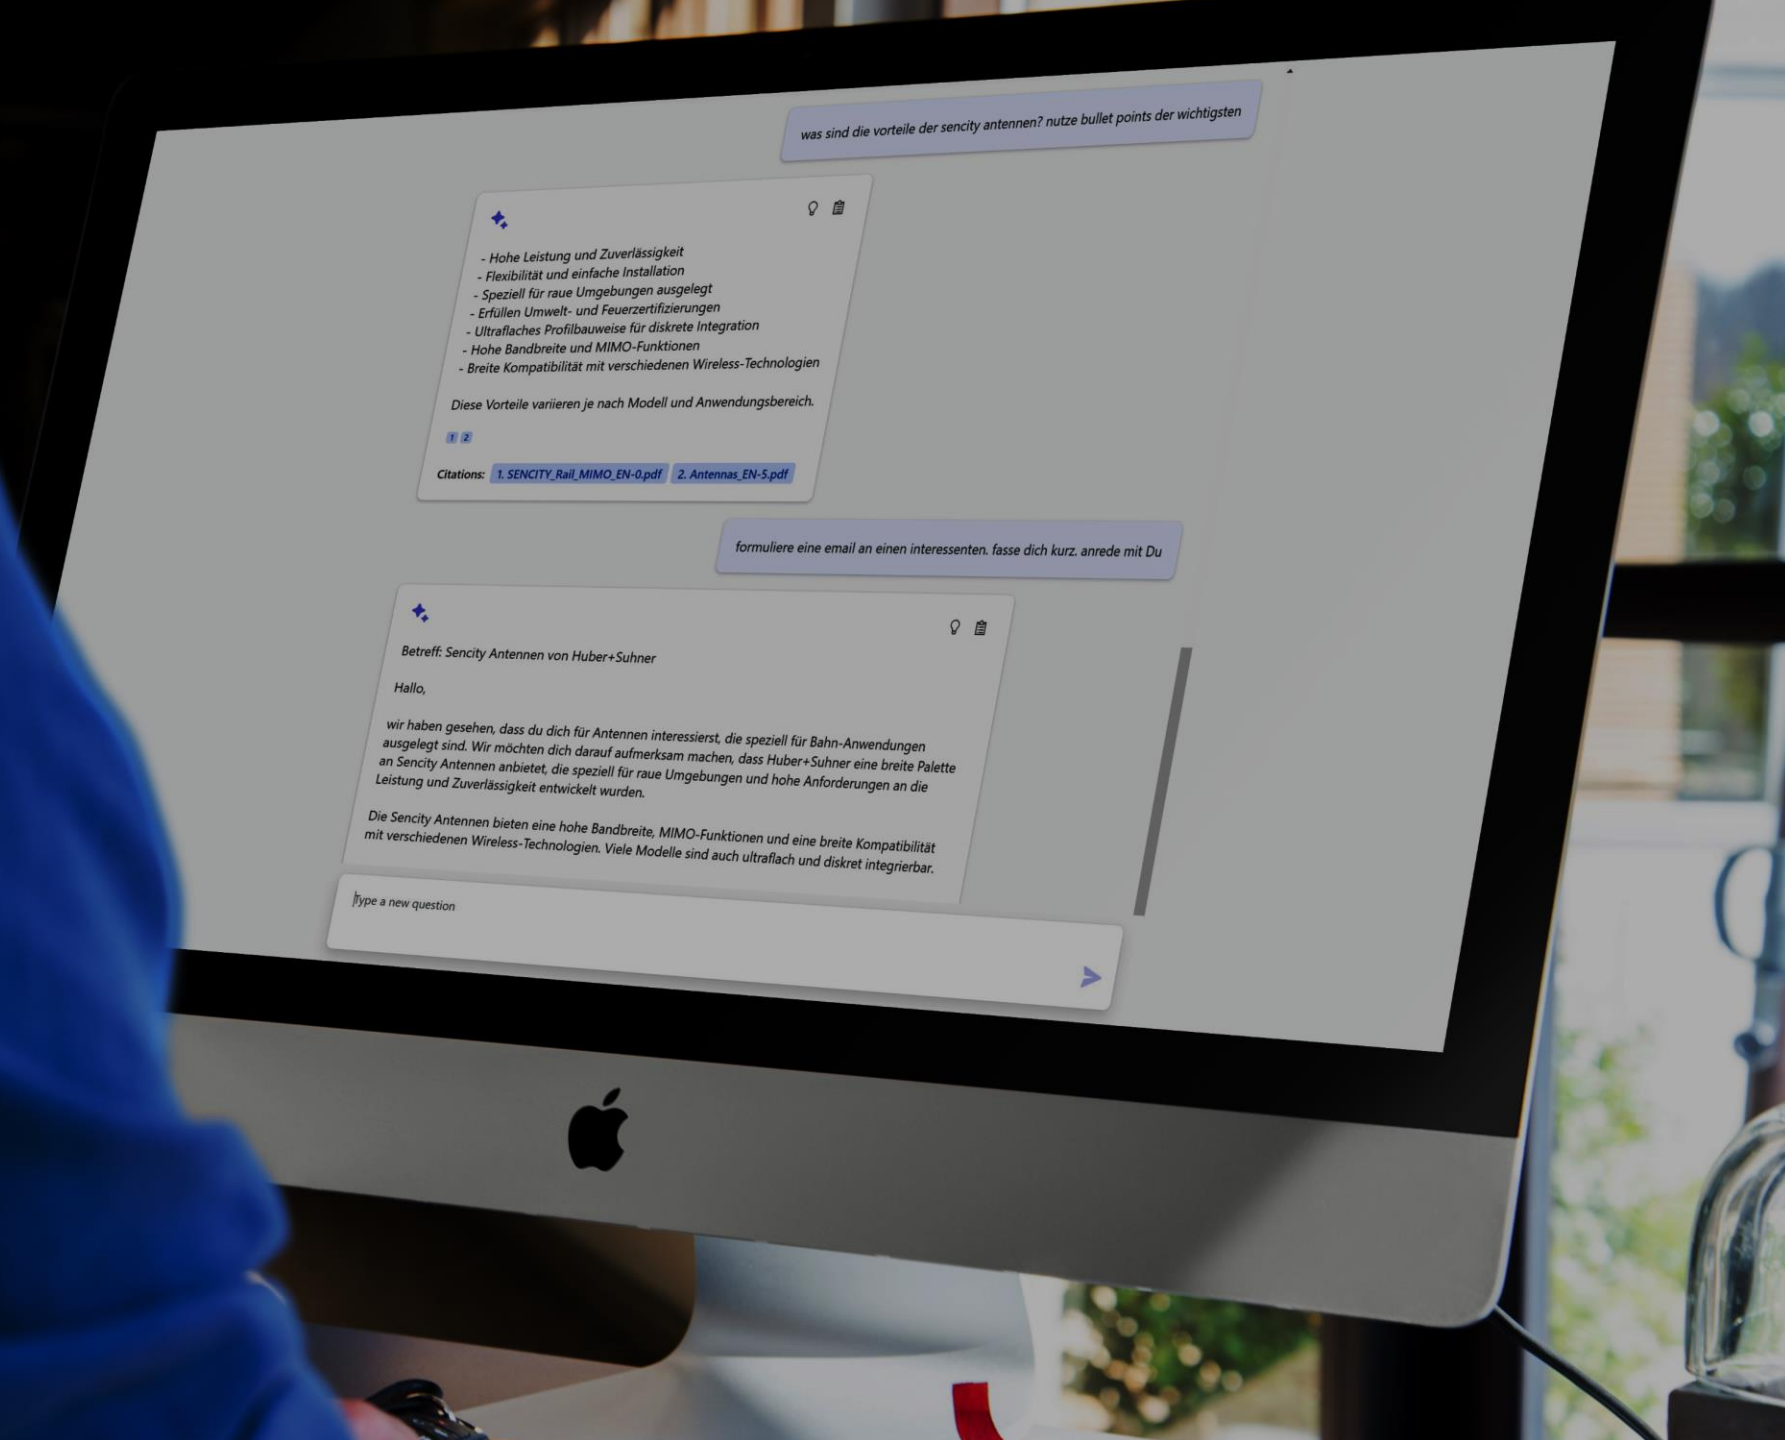 was sind die vorteile der sencity antennen? nutze bullet points der wichtigsten
- Hohe Leistung und Zuverlässigkeit
- Flexibilität und einfache Installation
- Speziell für raue Umgebungen ausgelegt
- Erfüllen Umwelt- und Feuerzertifizierungen
- Ultraflaches Profilbauweise für diskrete Integration
- Hohe Bandbreite und MIMO-Funktionen
- Breite Kompatibilität mit verschiedenen Wireless-Technologien
Diese Vorteile variieren je nach Modell und Anwendungsbereich.
1 2
Citations: 1. SENCITY_Rail_MIMO_EN-0.pdf 2. Antennas_EN-5.pdf
formuliere eine email an einen interessenten. fasse dich kurz. anrede mit Du
Betreff: Sencity Antennen von Huber+Suhner
Hallo,
wir haben gesehen, dass du dich für Antennen interessierst, die speziell für Bahn-Anwendungen
ausgelegt sind. Wir möchten dich darauf aufmerksam machen, dass Huber+Suhner eine breite Palette
an Sencity Antennen anbietet, die speziell für raue Umgebungen und hohe Anforderungen an die
Leistung und Zuverlässigkeit entwickelt wurden.
Die Sencity Antennen bieten eine hohe Bandbreite, MIMO-Funktionen und eine breite Kompatibilität
mit verschiedenen Wireless-Technologien. Viele Modelle sind auch ultraflach und diskret integrierbar.
Type a new question